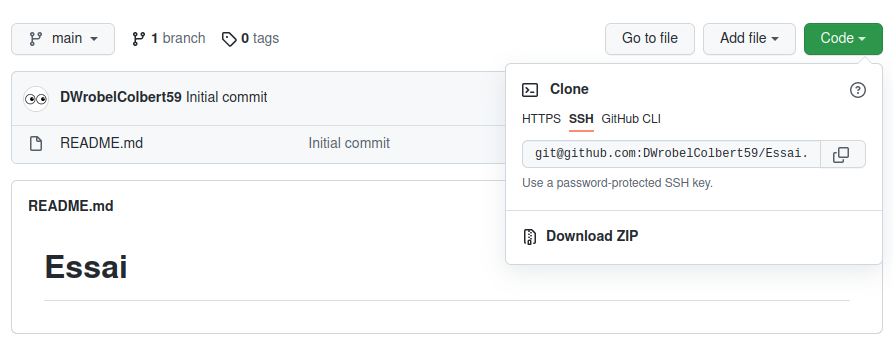 main 1 branch 0 tags Go to file Add file Code
DWrobelColbert59 Initial commit
README.md Initial commit
Clone
HTTPS SSH GitHub CLI
git@github.com:DWrobelColbert59/Essai.
Use a password-protected SSH key.
Download ZIP
README.md
Essai